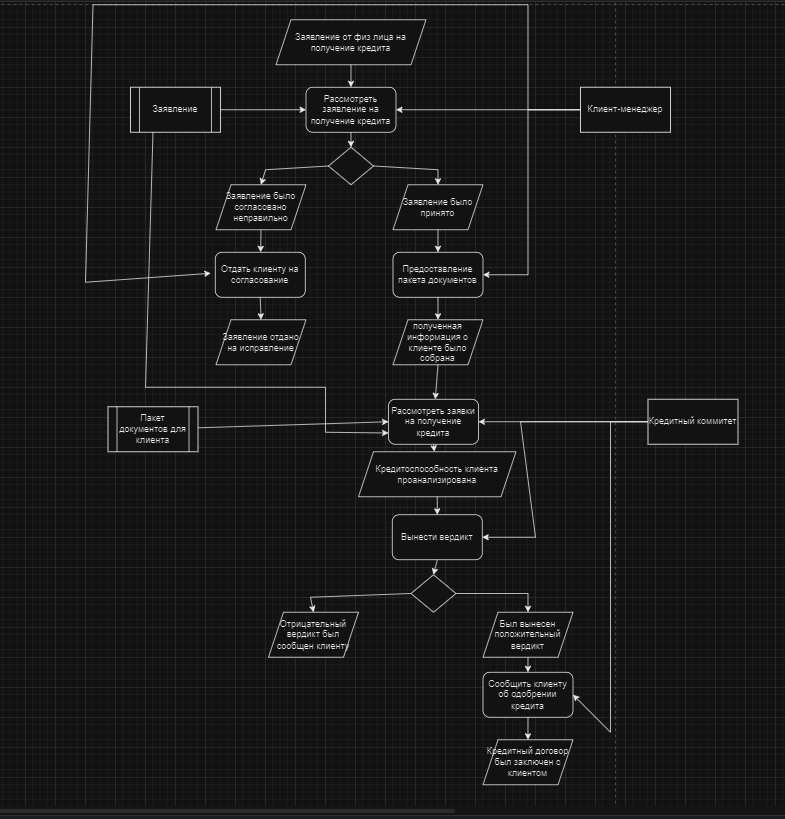 Заявление от физ лица на
получение кредита
Заявление
Рассмотреть
заявление на
получение кредита
Клиент-менеджер
Заявление было
согласовано
неправильно
Заявление было
принято
Отдать клиенту на
согласование
Предоставление
пакета документов
Заявление отдано
на исправление
полученная
информация о
клиенте было
собрана
Пакет
документов для
клиента
Рассмотреть заявки
на получение
кредита
Кредитный коммитет
Кредитоспособность клиента
проанализирована
Вынести вердикт
Отрицательный
вердикт был
сообщен клиенту
Был вынесен
положительный
вердикт
Сообщить клиенту
об одобрении
кредита
Кредитный договор
был заключен с
клиентом